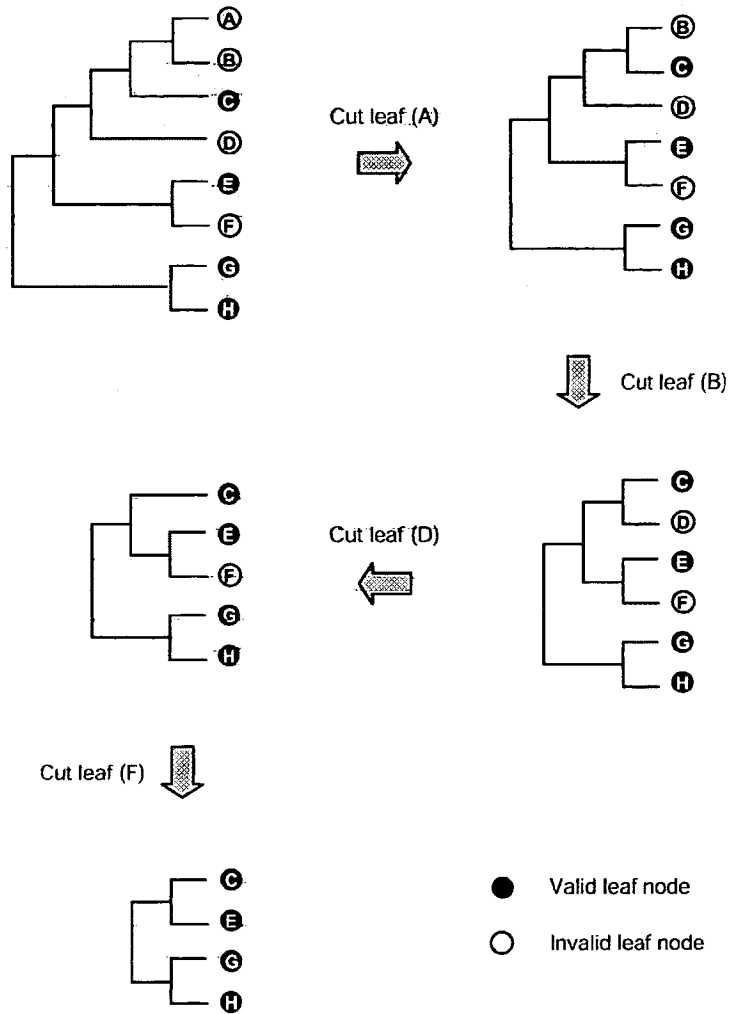 A
B
C
D
E
F
G
H
Cut leaf (A)
B
C
D
E
F
G
H
Cut leaf (B)
C
D
E
F
G
H
Cut leaf (D)
C
E
F
G
H
Cut leaf (F)
C
E
G
H
Valid leaf node
Invalid leaf node